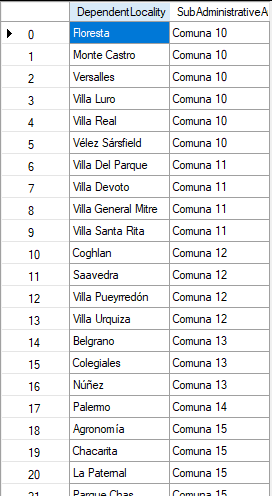 DependentLocality SubAdministrativeA
0 Floresta Comuna 10
1 Monte Castro Comuna 10
2 Versalles Comuna 10
3 Villa Luro Comuna 10
4 Villa Real Comuna 10
5 Vélez Sársfield Comuna 10
6 Villa Del Parque Comuna 11
7 Villa Devoto Comuna 11
8 Villa General Mitre Comuna 11
9 Villa Santa Rita Comuna 11
10 Coghlan Comuna 12
11 Saavedra Comuna 12
12 Villa Pueyrredón Comuna 12
13 Villa Urquiza Comuna 12
14 Belgrano Comuna 13
15 Colegiales Comuna 13
16 Núñez Comuna 13
17 Palermo Comuna 14
18 Agronomía Comuna 15
19 Chacarita Comuna 15
20 La Paternal Comuna 15
21 Parque Chas Comuna 15